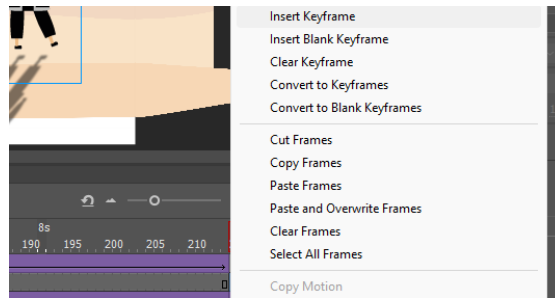 Insert Keyframe
Insert Blank Keyframe
Clear Keyframe
Convert to Keyframes
Convert to Blank Keyframes
Cut Frames
Copy Frames
Paste Frames
Paste and Overwrite Frames
Clear Frames
Select All Frames
Copy Motion
8s
190 195 200 205 210